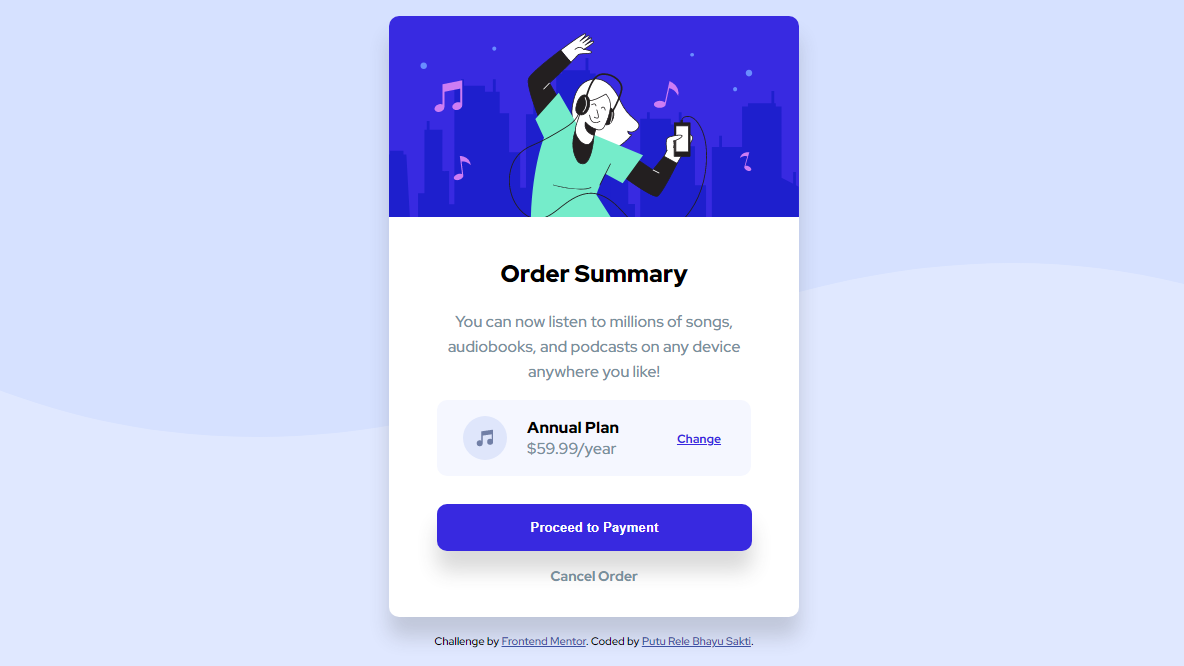 Order Summary
You can now listen to millions of songs,
audiobooks, and podcasts on any device
anywhere you like!
Annual Plan
$59.99/year
Change
Proceed to Payment
Cancel Order
Challenge by Frontend Mentor. Coded by Putu Rele Bhayu Sakti.